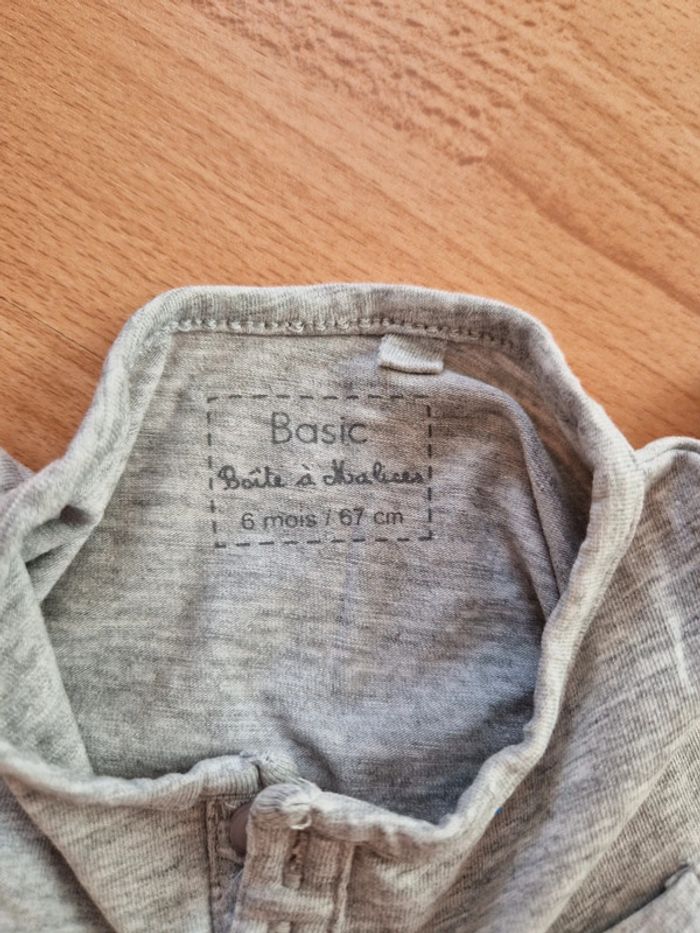 Basic
Boîte à Malices
6 mois / 67 cm